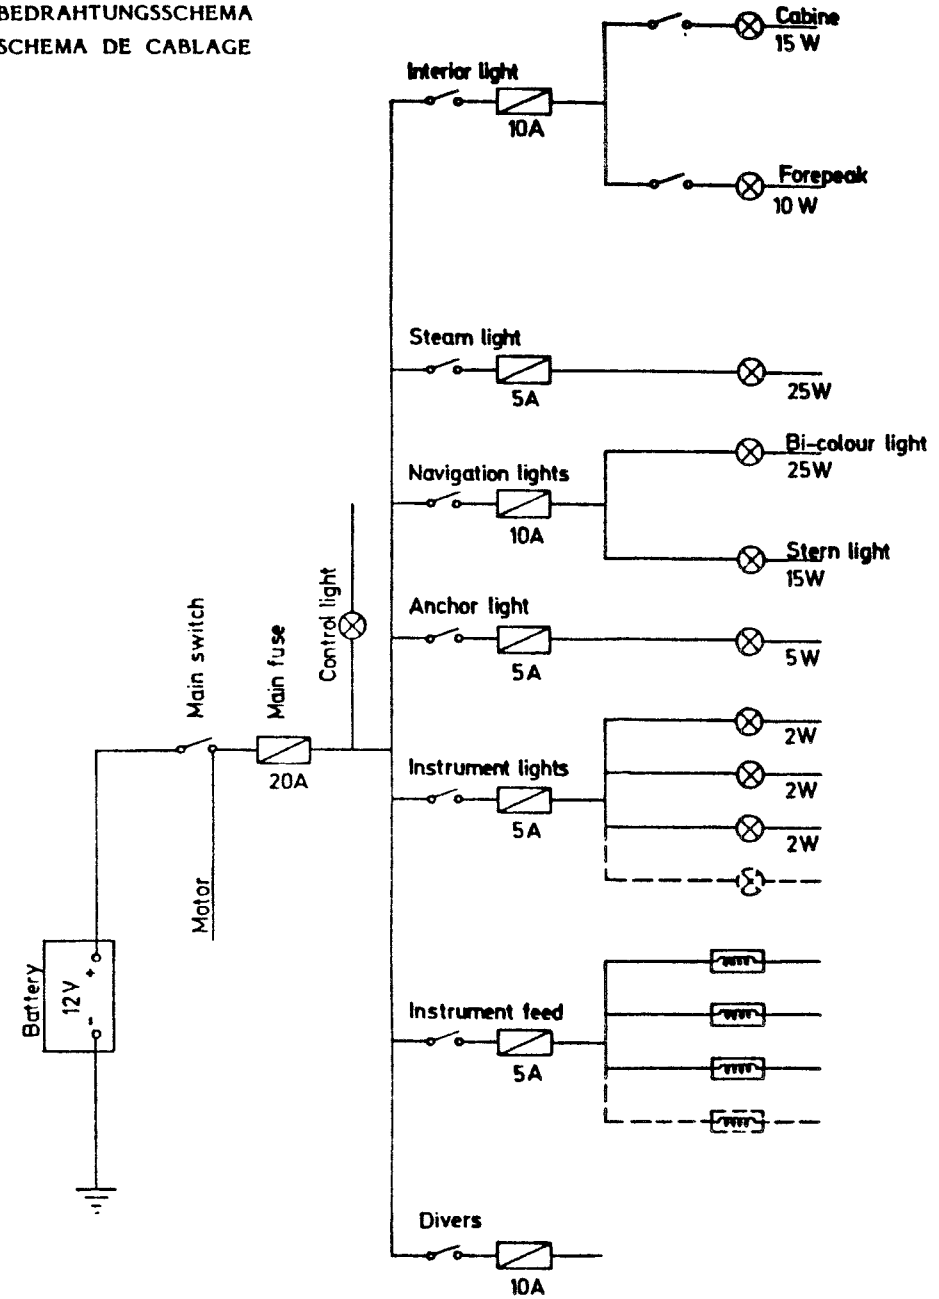 BEDRAHTUNGSSCHEMA
SCHEMA DE CABLAGE
Cabine
15 W
Interior light
10A
Forepeak
10 W
Steam light
5A
25W
Bi-colour light
25W
Navigation lights
10A
Stern light
15W
Anchor light
5A
5W
Control light
Main switch
Main fuse
20A
Motor
Instrument lights
5A
2W
2W
2W
Battery
12V
+
-
Instrument feed
5A
Divers
10A